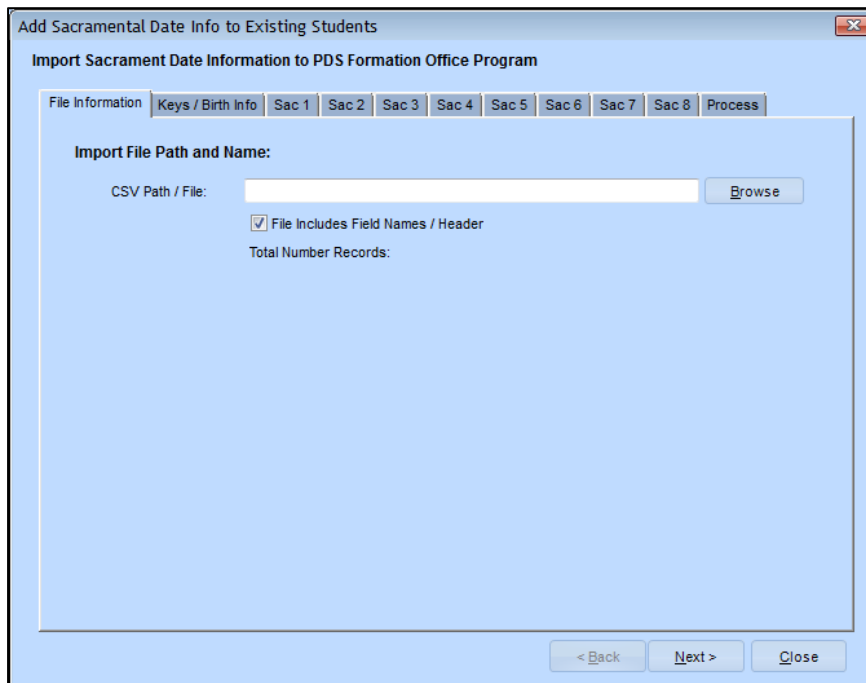 Add Sacramental Date Info to Existing Students
Import Sacrament Date Information to PDS Formation Office Program
File Information Keys / Birth Info Sac 1 Sac 2 Sac 3 Sac 4 Sac 5 Sac 6 Sac 7 Sac 8 Process
Import File Path and Name:
CSV Path / File: Browse
File Includes Field Names / Header
Total Number Records:
< Back Next > Close